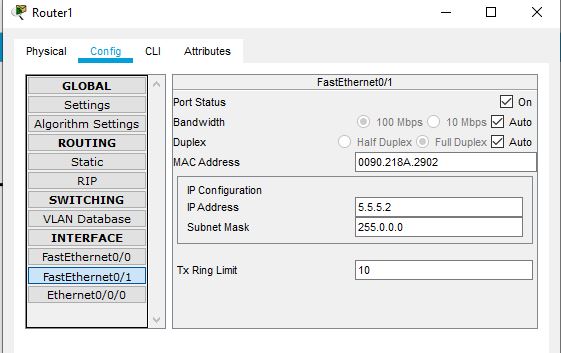 Router1
Physical Config CLI Attributes
GLOBAL
Settings
Algorithm Settings
ROUTING
Static
RIP
SWITCHING
VLAN Database
INTERFACE
FastEthernet0/0
FastEthernet0/1
Ethernet0/0/0
FastEthernet0/1
Port Status On
Bandwidth 100 Mbps 10 Mbps Auto
Duplex Half Duplex Full Duplex Auto
MAC Address 0090.218A.2902
IP Configuration
IP Address 5.5.5.2
Subnet Mask 255.0.0.0
Tx Ring Limit 10